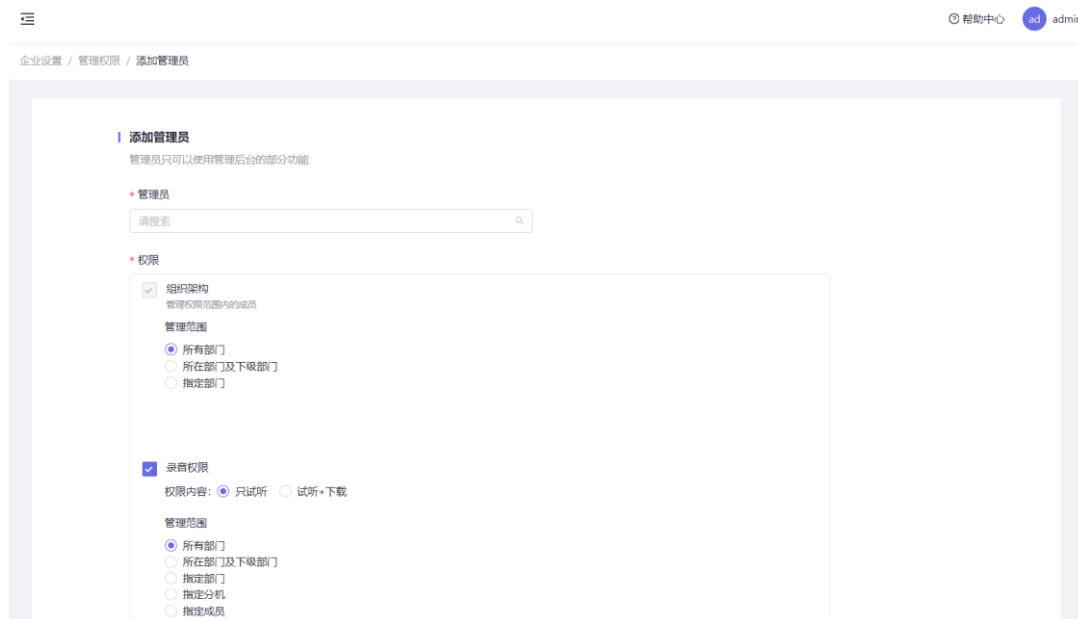 帮助中心 ad admin
企业设置 / 管理权限 / 添加管理员
添加管理员
管理员只可以使用管理后台的部分功能
* 管理员
请搜索
* 权限
组织架构
管理权限范围内的成员
管理范围
所有部门
所在部门及下级部门
指定部门
录音权限
权限内容: 只试听 试听+下载
管理范围
所有部门
所在部门及下级部门
指定部门
指定分机
指定成员